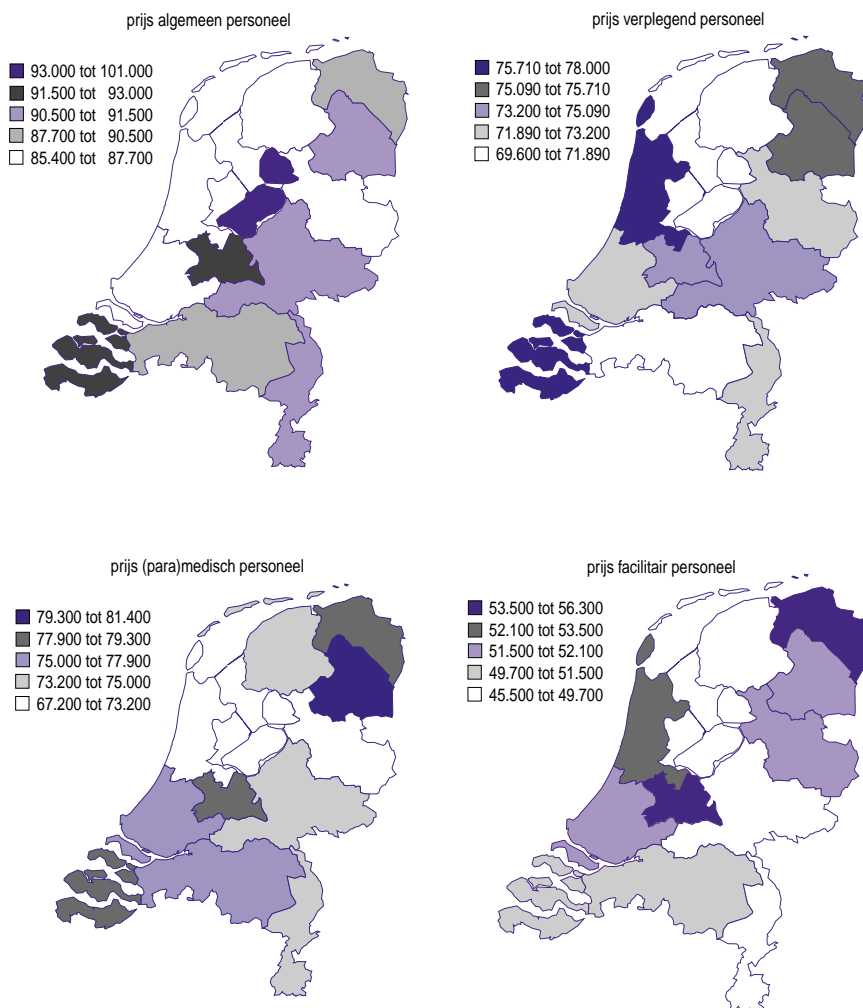 prijs algemeen personeel
93.000 tot 101.000
91.500 tot 93.000
90.500 tot 91.500
87.700 tot 90.500
85.400 tot 87.700
prijs verplegend personeel
75.710 tot 78.000
75.090 tot 75.710
73.200 tot 75.090
71.890 tot 73.200
69.600 tot 71.890
prijs (para)medisch personeel
79.300 tot 81.400
77.900 tot 79.300
75.000 tot 77.900
73.200 tot 75.000
67.200 tot 73.200
prijs facilitair personeel
53.500 tot 56.300
52.100 tot 53.500
51.500 tot 52.100
49.700 tot 51.500
45.500 tot 49.700